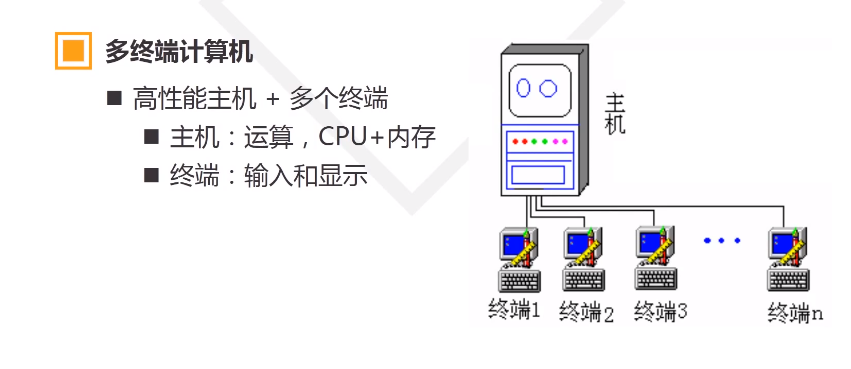 多终端计算机
高性能主机 + 多个终端
主机：运算，CPU+内存
终端：输入和显示
主机
终端1
终端2
终端3
终端n